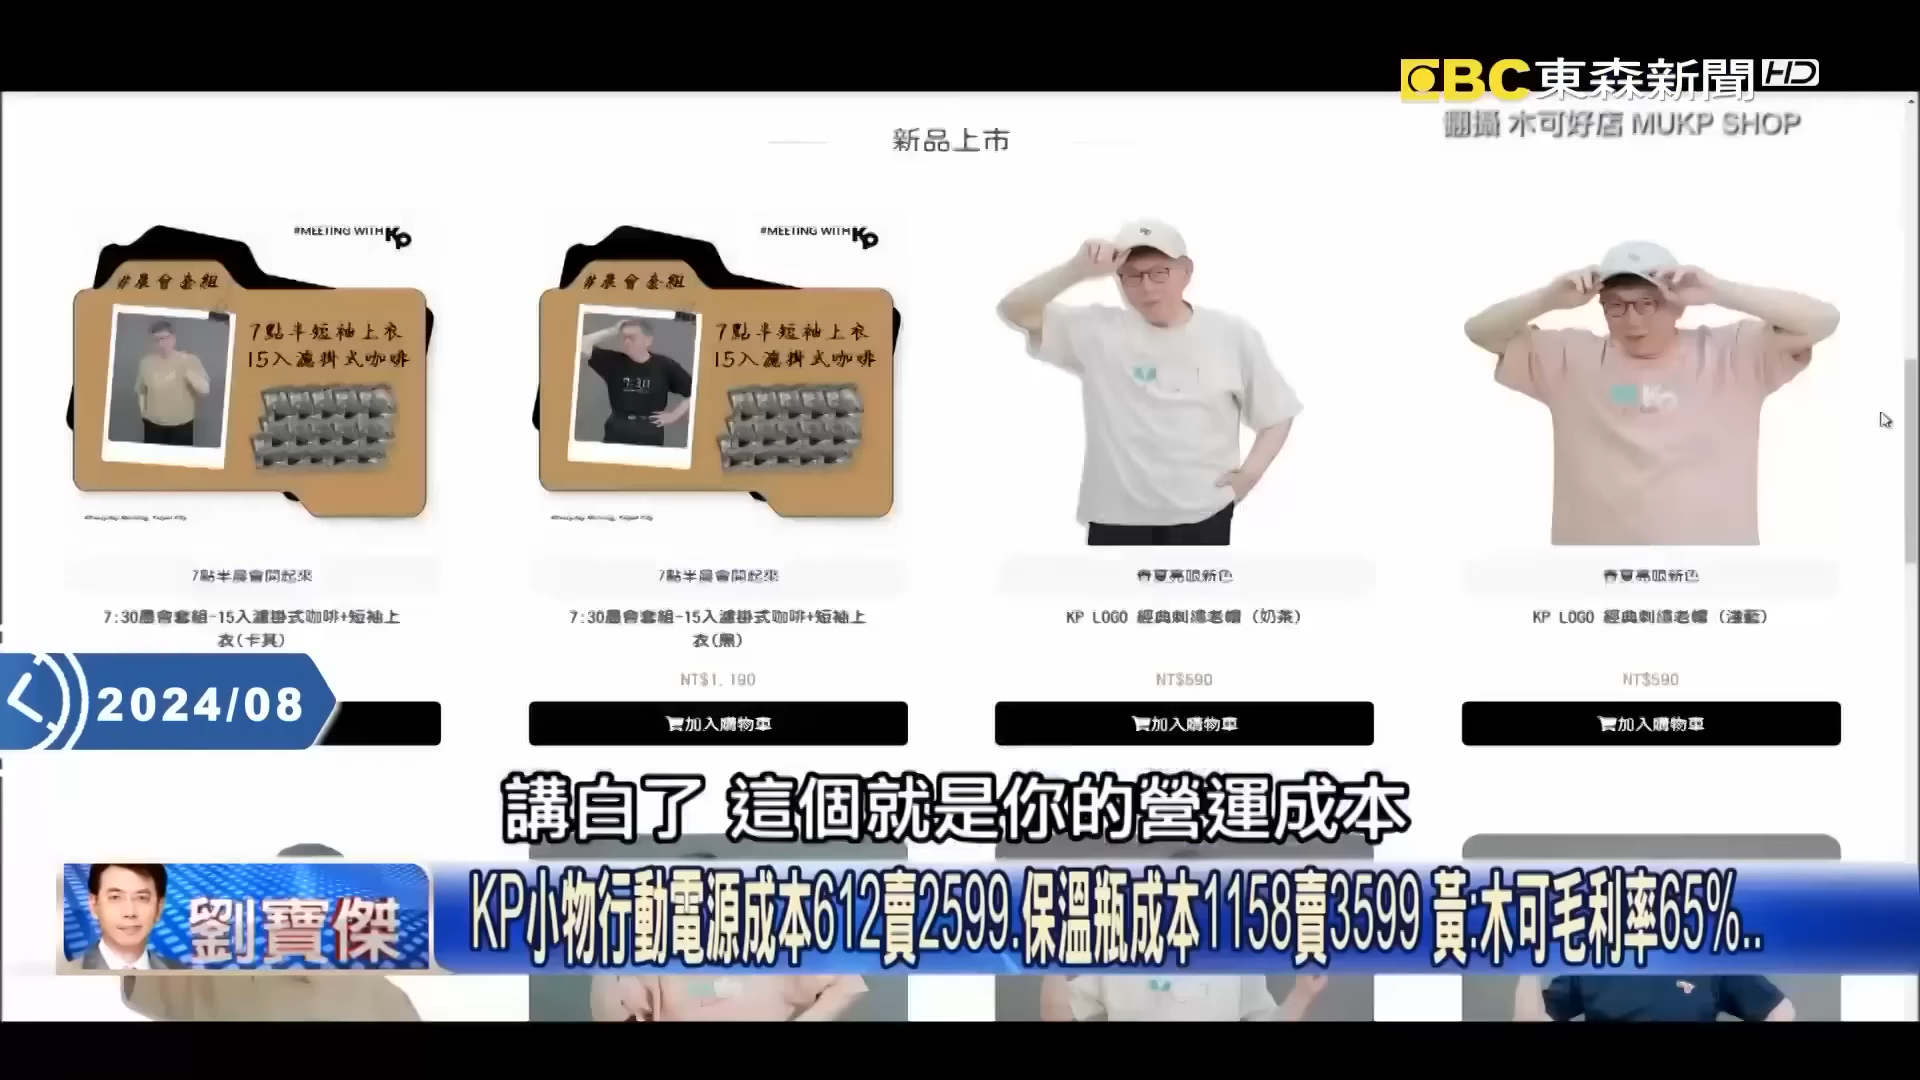 EBC東森新聞HD
翻攝 木可好店 MUKP SHOP
新品上市
#MEETING WITH KP
#晨會套組
7點半短袖上衣
15入濾掛式咖啡
#MEETING WITH KP
#晨會套組
7點半短袖上衣
15入濾掛式咖啡
7:30
KP
7點半晨會開起來
7點半晨會開起來
春夏亮眼新色
春夏亮眼新色
7:30晨會套組-15入濾掛式咖啡+短袖上
衣(卡其)
7:30晨會套組-15入濾掛式咖啡+短袖上
衣(黑)
KP LOGO 經典刺繡老帽 (奶茶)
KP LOGO 經典刺繡老帽 (淺藍)
NT$1,190
NT$590
NT$590
2024/08
加入購物車
加入購物車
加入購物車
講白了 這個就是你的營運成本
劉寶傑
KP小物行動電源成本612賣2599.保溫瓶成本1158賣3599 黃:木可毛利率65%..